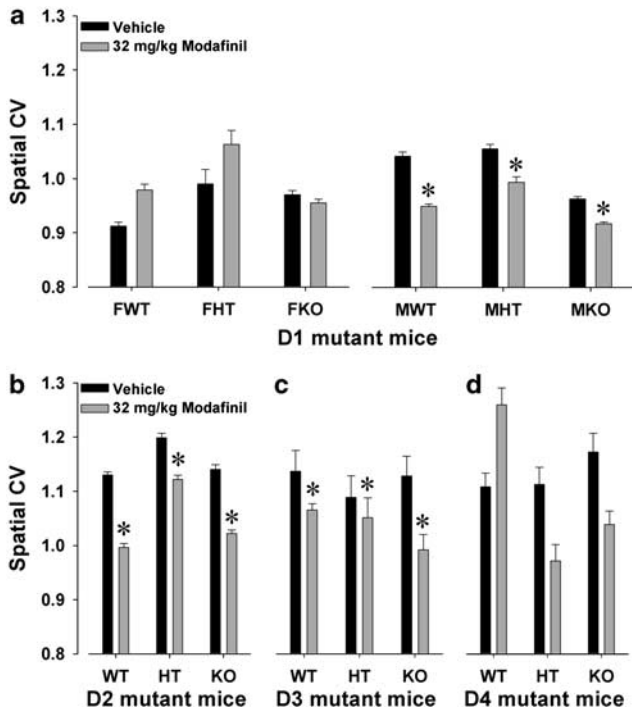 a
Vehicle
32 mg/kg Modafinil
Spatial CV
1.3
1.2
1.1
1.0
0.9
0.8
*
*
*
FWT FHT FKO MWT MHT MKO
D1 mutant mice
b
Vehicle
32 mg/kg Modafinil
c
d
Spatial CV
1.3
1.2
1.1
1.0
0.9
0.8
*
*
*
*
*
*
WT HT KO WT HT KO WT HT KO
D2 mutant mice D3 mutant mice D4 mutant mice